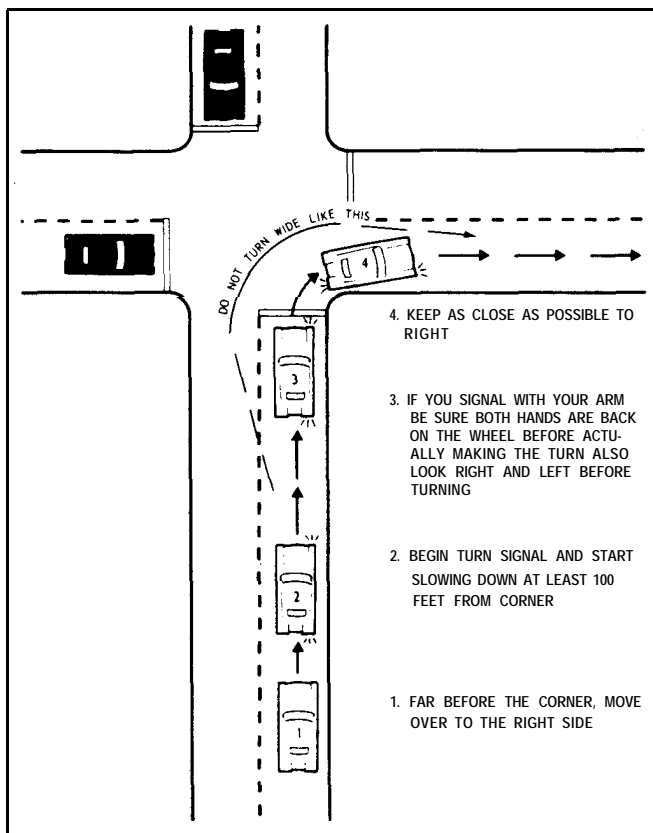 DO NOT TURN WIDE LIKE THIS
4
4. KEEP AS CLOSE AS POSSIBLE TO
RIGHT
3
3. IF YOU SIGNAL WITH YOUR ARM
BE SURE BOTH HANDS ARE BACK
ON THE WHEEL BEFORE ACTU-
ALLY MAKING THE TURN ALSO
LOOK RIGHT AND LEFT BEFORE
TURNING
2
2. BEGIN TURN SIGNAL AND START
SLOWING DOWN AT LEAST 100
FEET FROM CORNER
1
1. FAR BEFORE THE CORNER, MOVE
OVER TO THE RIGHT SIDE